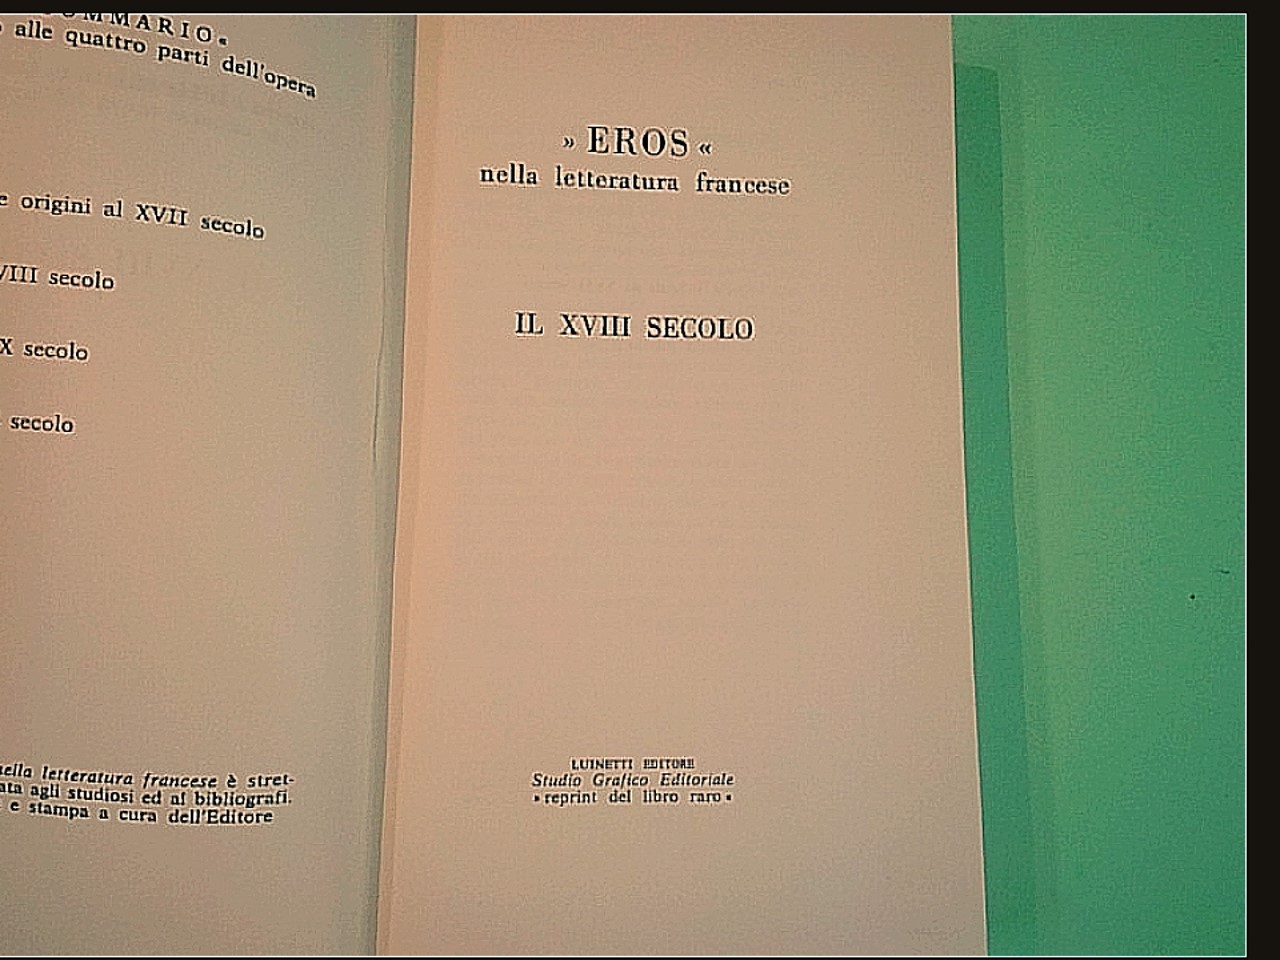 SOMMARIO«
alle quattro parti dell'opera
origini al XVII secolo
VIII secolo
X secolo
secolo
nella letteratura francese è stret-
ata agli studiosi ed ai bibliografi.
e stampa a cura dell'Editore
» EROS «
nella letteratura francese
IL XVIII SECOLO
LUINETTI EDITORE
Studio Grafico Editoriale
» reprint del libro raro «